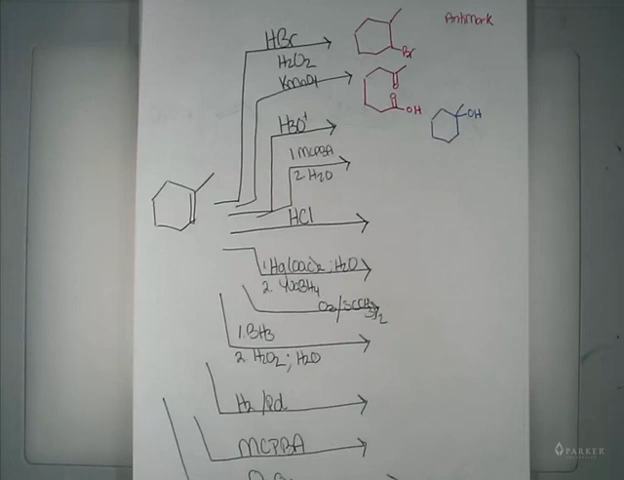 AntiMark
HBr
H2O2
Br
KmnO4
O
O
OH
H3O+
OH
1. MCPBA
2. H2O
HCl
1. Hg(OAc)2 ; H2O
2. NaBH4
1. BH3
2. H2O2 ; H2O
H2/Pd
MCPBA
PARKER